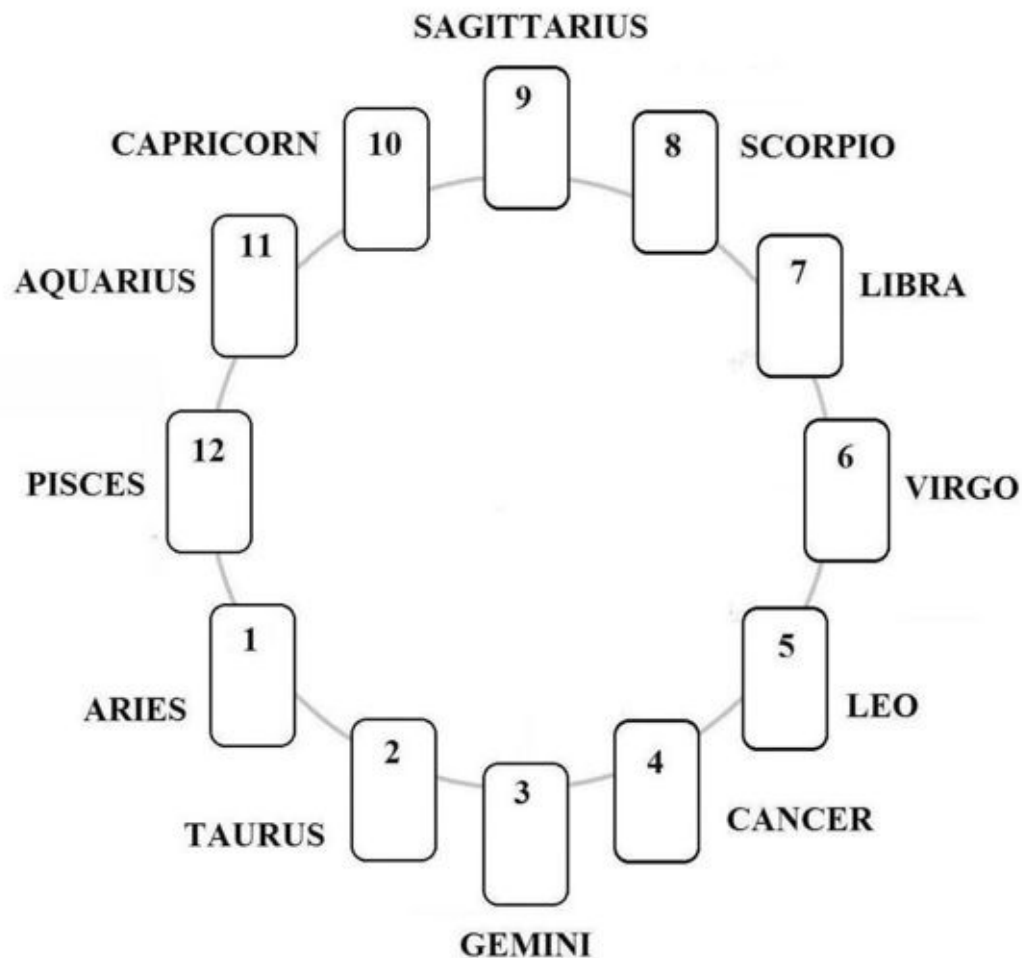 SAGITTARIUS
9
CAPRICORN
10
8
SCORPIO
11
AQUARIUS
7
LIBRA
12
PISCES
6
VIRGO
1
ARIES
5
LEO
2
TAURUS
4
CANCER
3
GEMINI